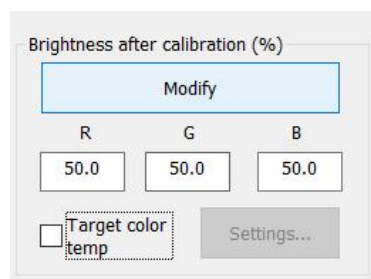 Brightness after calibration (%)
Modify
R G B
50.0 50.0 50.0
Target color
temp
Settings...